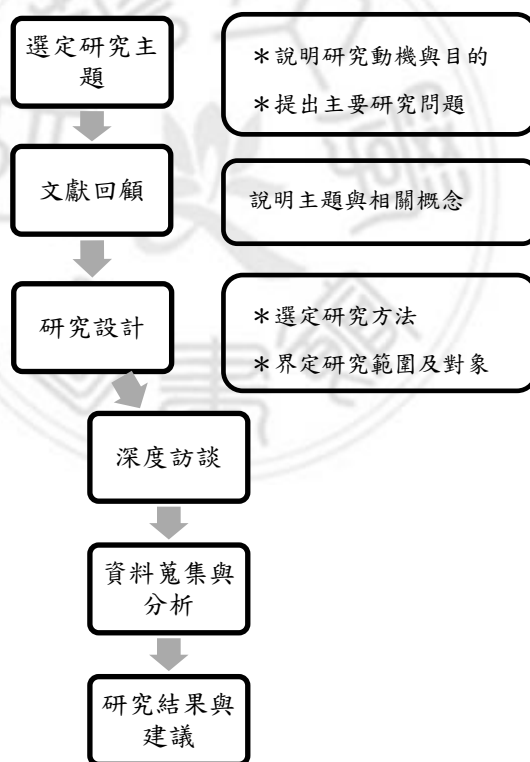 選定研究主
題
＊說明研究動機與目的
＊提出主要研究問題
文獻回顧
說明主題與相關概念
研究設計
＊選定研究方法
＊界定研究範圍及對象
深度訪談
資料蒐集與
分析
研究結果與
建議